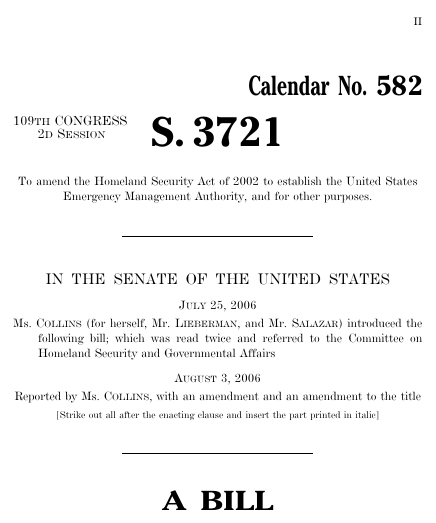 II
Calendar No. 582
109TH CONGRESS
2D SESSION
S. 3721
To amend the Homeland Security Act of 2002 to establish the United States
Emergency Management Authority, and for other purposes.
IN THE SENATE OF THE UNITED STATES
JULY 25, 2006
Ms. COLLINS (for herself, Mr. LIEBERMAN, and Mr. SALAZAR) introduced the
following bill; which was read twice and referred to the Committee on
Homeland Security and Governmental Affairs
AUGUST 3, 2006
Reported by Ms. COLLINS, with an amendment and an amendment to the title
[Strike out all after the enacting clause and insert the part printed in italic]
A BILL